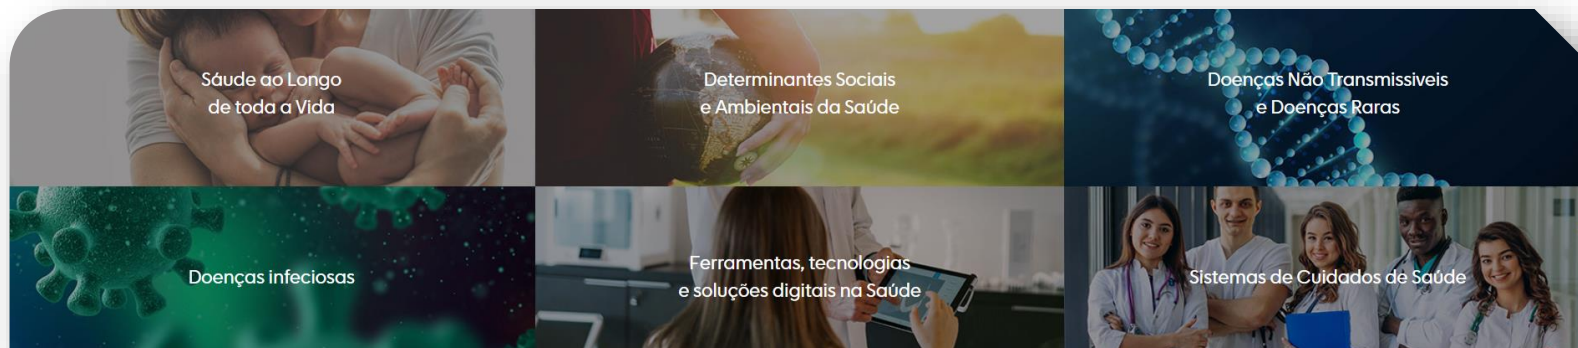 Sáude ao Longo
de toda a Vida
Determinantes Sociais
e Ambientais da Saúde
Doenças Não Transmissiveis
e Doenças Raras
Doenças infeciosas
Ferramentas, tecnologias
e soluções digitais na Saúde
Sistemas de Cuidados de Saúde